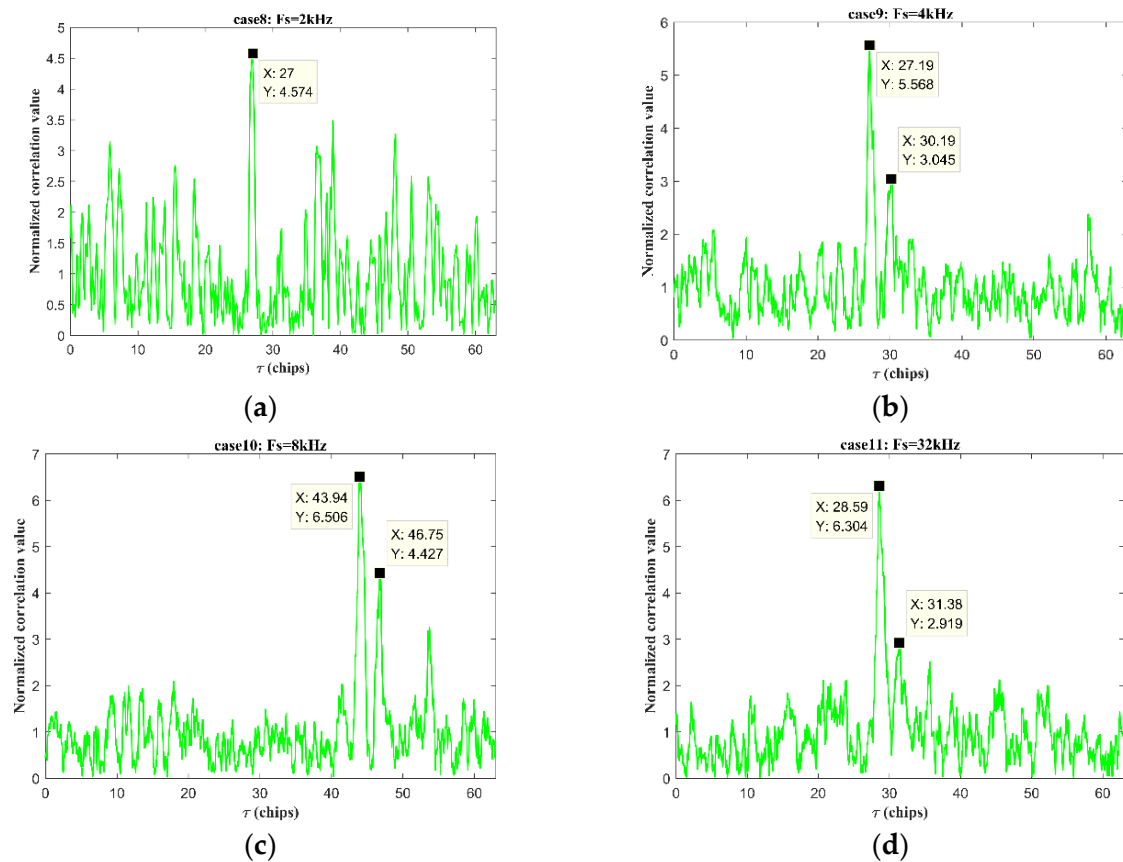 case8: Fs=2kHz
5
4.5
4
3.5
3
2.5
2
1.5
1
0.5
0
Normalized correlation value
X: 27
Y: 4.574
0 10 20 30 40 50 60
τ (chips)
(a)
case9: Fs=4kHz
6
5
4
3
2
1
0
Normalized correlation value
X: 27.19
Y: 5.568
X: 30.19
Y: 3.045
0 10 20 30 40 50 60
τ (chips)
(b)
case10: Fs=8kHz
7
6
5
4
3
2
1
0
Normalized correlation value
X: 43.94
Y: 6.506
X: 46.75
Y: 4.427
0 10 20 30 40 50 60
τ (chips)
(c)
case11: Fs=32kHz
7
6
5
4
3
2
1
0
Normalized correlation value
X: 28.59
Y: 6.304
X: 31.38
Y: 2.919
0 10 20 30 40 50 60
τ (chips)
(d)